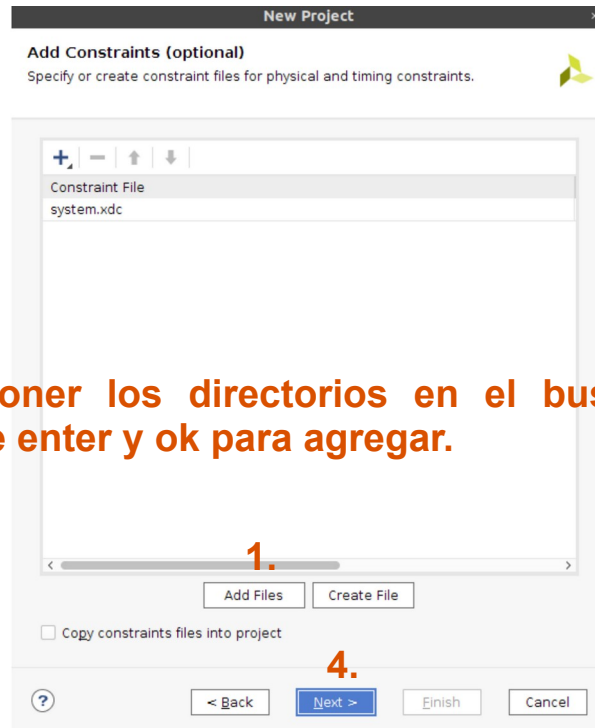 New Project
Add Constraints (optional)
Specify or create constraint files for physical and timing constraints.
Constraint File
system.xdc
oner los directorios en el bus
e enter y ok para agregar.
1.
Add Files Create File
Copy constraints files into project
4.
? < Back Next > Finish Cancel